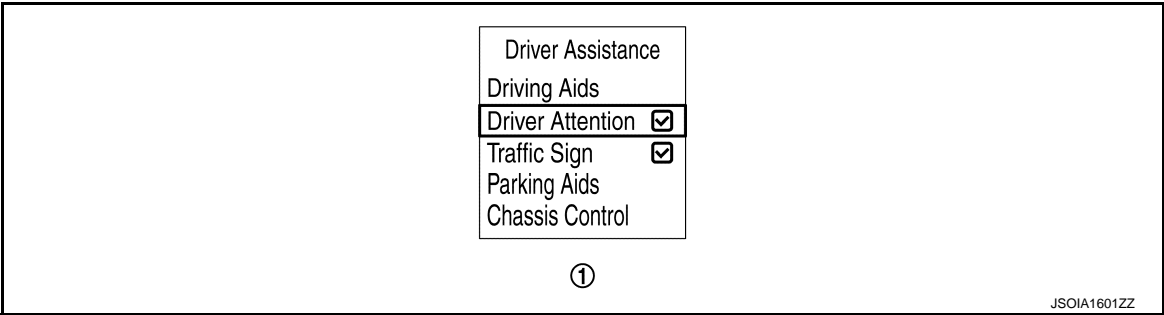 Driver Assistance
Driving Aids
Driver Attention ☑
Traffic Sign ☑
Parking Aids
Chassis Control
①
JSOIA1601ZZ